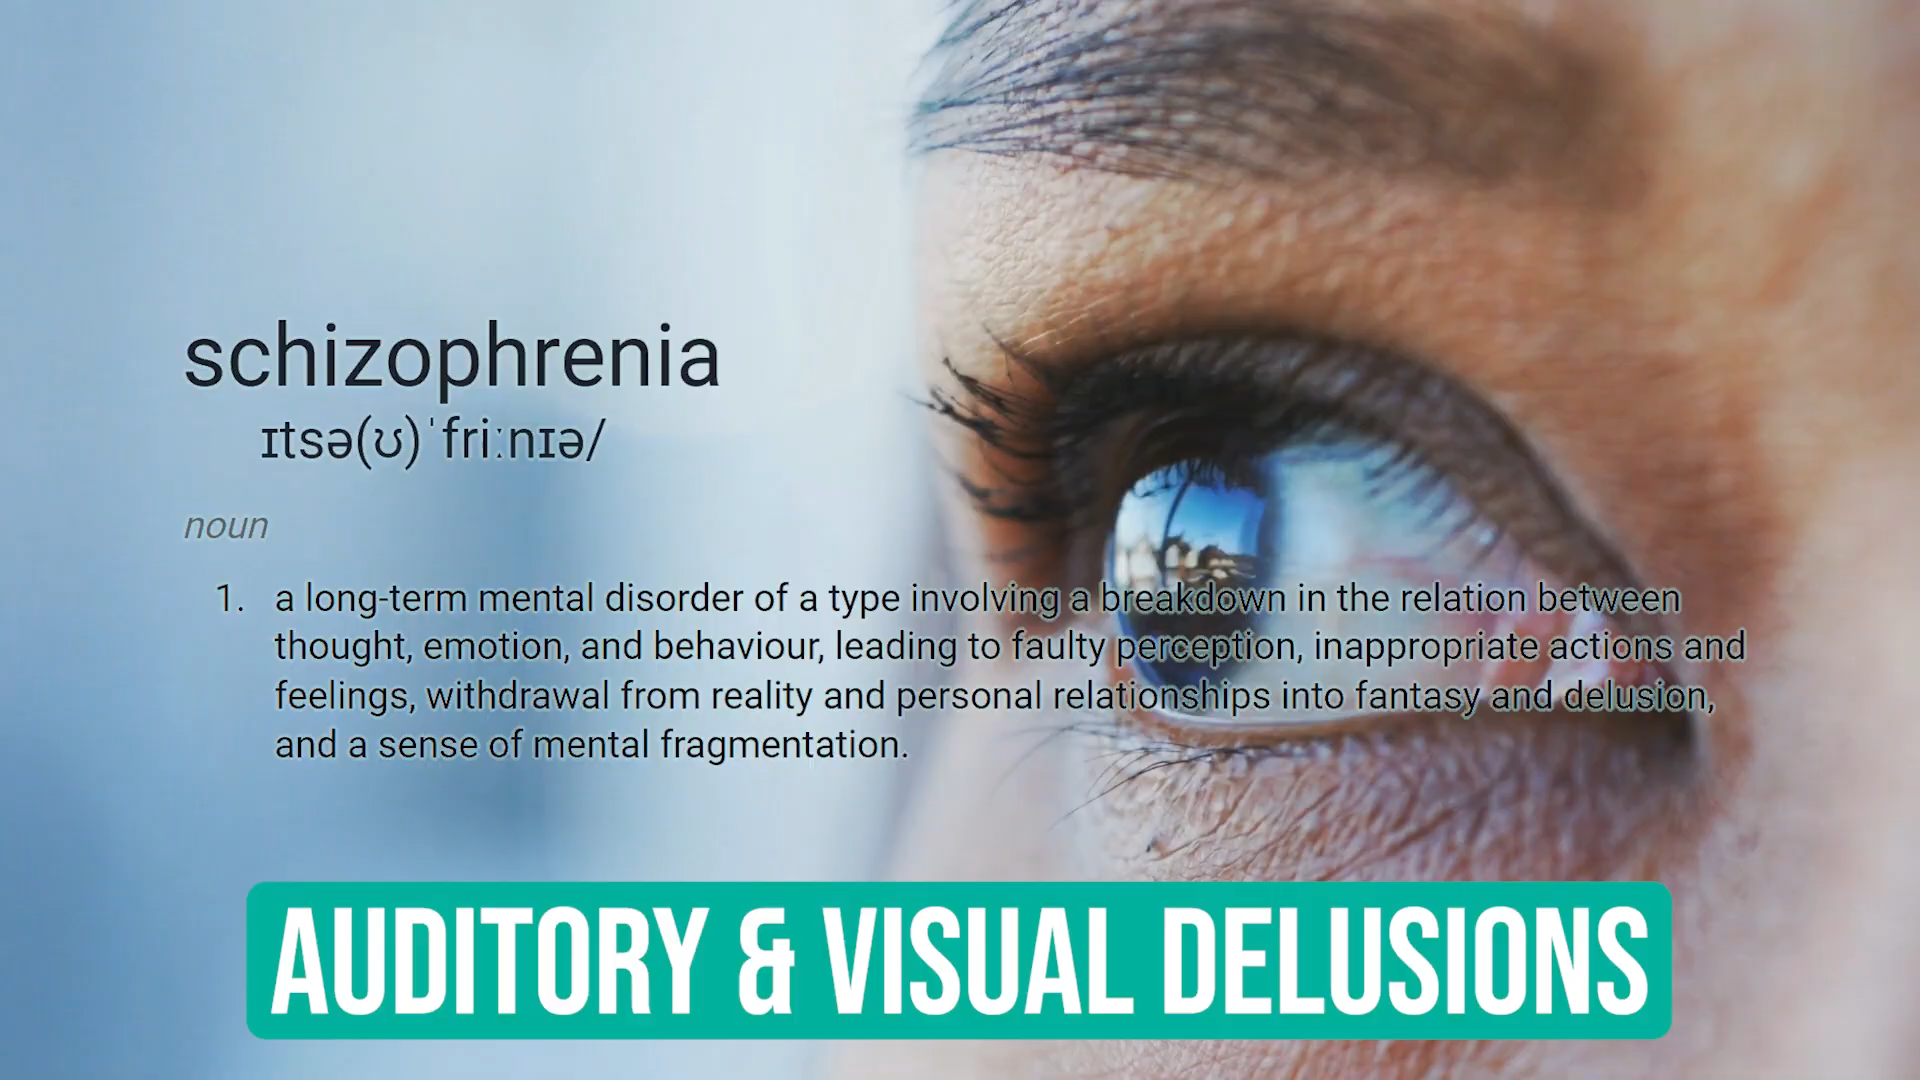 schizophrenia
ɪtsə(ʊ)ˈfriːnɪə/
noun
1. a long-term mental disorder of a type involving a breakdown in the relation between
thought, emotion, and behaviour, leading to faulty perception, inappropriate actions and
feelings, withdrawal from reality and personal relationships into fantasy and delusion,
and a sense of mental fragmentation.
AUDITORY & VISUAL DELUSIONS